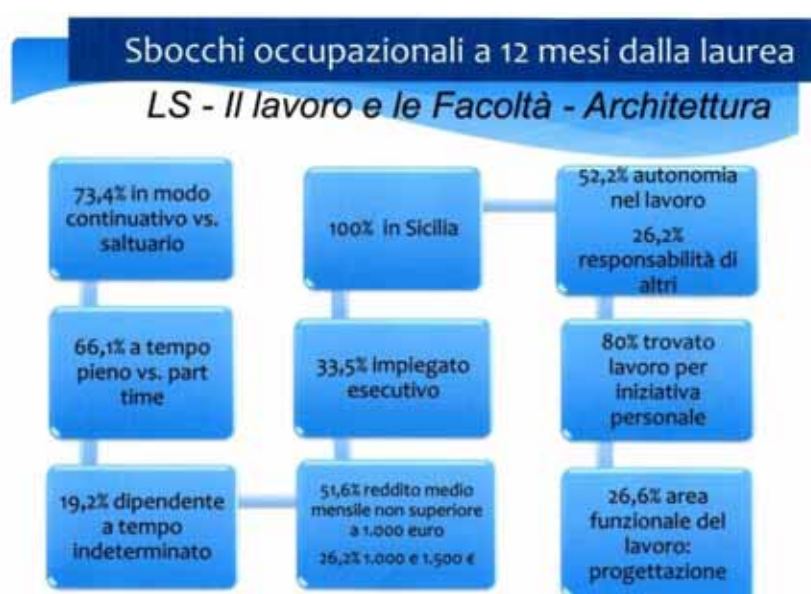 Sbocchi occupazionali a 12 mesi dalla laurea
LS - Il lavoro e le Facoltà - Architettura
73,4% in modo
continuativo vs.
saltuario
66,1% a tempo
pieno vs. part
time
19,2% dipendente
a tempo
indeterminato
51,6% reddito medio
mensile non superiore
a 1.000 euro
26,2% 1.000 e 1.500 €
33,5% impiegato
esecutivo
100% in Sicilia
52,2% autonomia
nel lavoro
26,2%
responsabilità di
altri
80% trovato
lavoro per
iniziativa
personale
26,6% area
funzionale del
lavoro:
progettazione